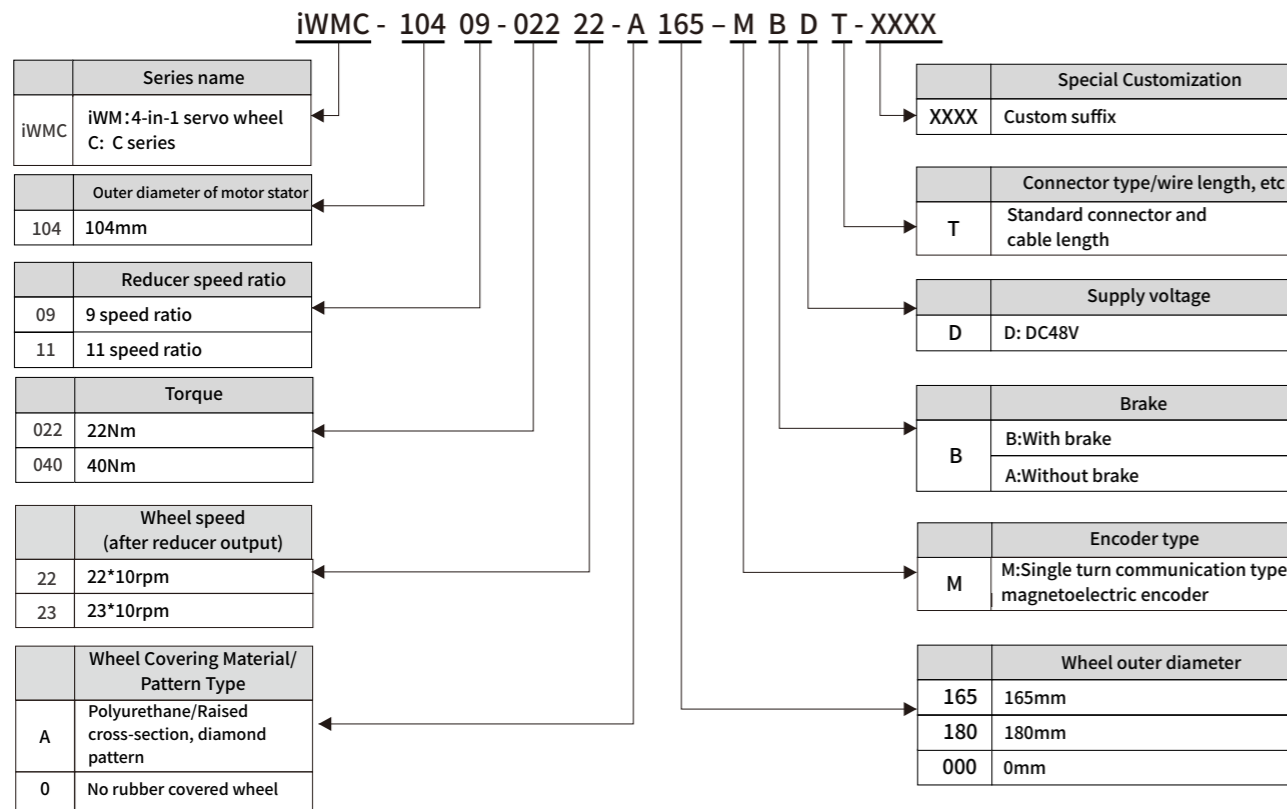 iWMC - 104 09 - 022 22 - A 165 – M B D T - XXXX
Series name
iWMC
iWM：4-in-1 servo wheel
C: C series
Outer diameter of motor stator
104 104mm
Reducer speed ratio
09 9 speed ratio
11 11 speed ratio
Torque
022 22Nm
040 40Nm
Wheel speed
(after reducer output)
22 22*10rpm
23 23*10rpm
Wheel Covering Material/
Pattern Type
A
Polyurethane/Raised
cross-section, diamond
pattern
0 No rubber covered wheel
Special Customization
XXXX Custom suffix
Connector type/wire length, etc
T
Standard connector and
cable length
Supply voltage
D D: DC48V
Brake
B
B:With brake
A:Without brake
Encoder type
M
M:Single turn communication type
magnetoelectric encoder
Wheel outer diameter
165 165mm
180 180mm
000 0mm